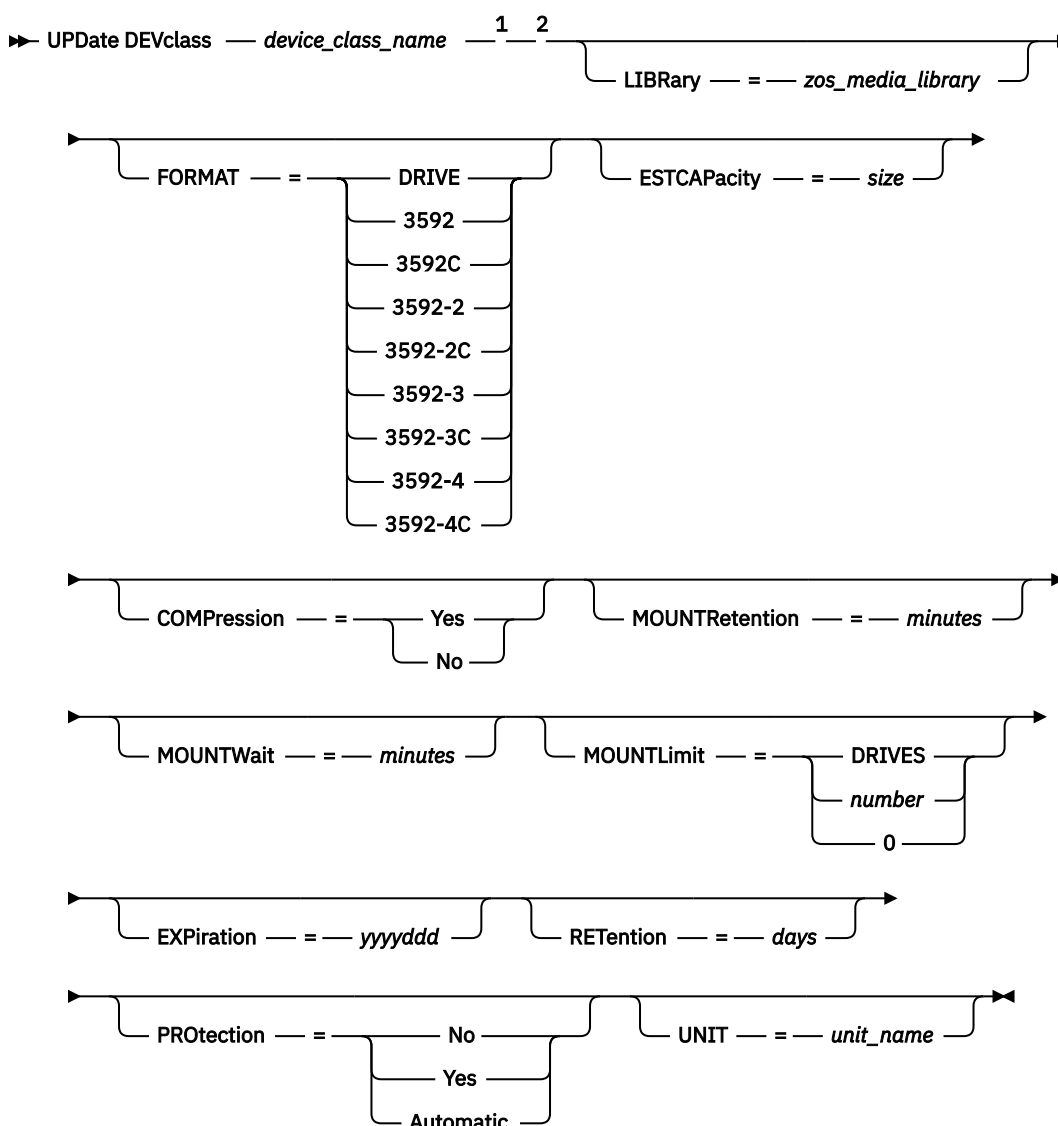 1 2
UPDate DEVclass device_class_name
LIBRary = zos_media_library
FORMAT = DRIVE
3592
3592C
3592-2
3592-2C
3592-3
3592-3C
3592-4
3592-4C
ESTCAPacity = size
COMPression = Yes
No
MOUNTRetention = minutes
MOUNTWait = minutes
MOUNTLimit = DRIVES
number
0
EXPiration = yyyyddd
RETention = days
PROtection = No
Yes
Automatic
UNIT = unit_name